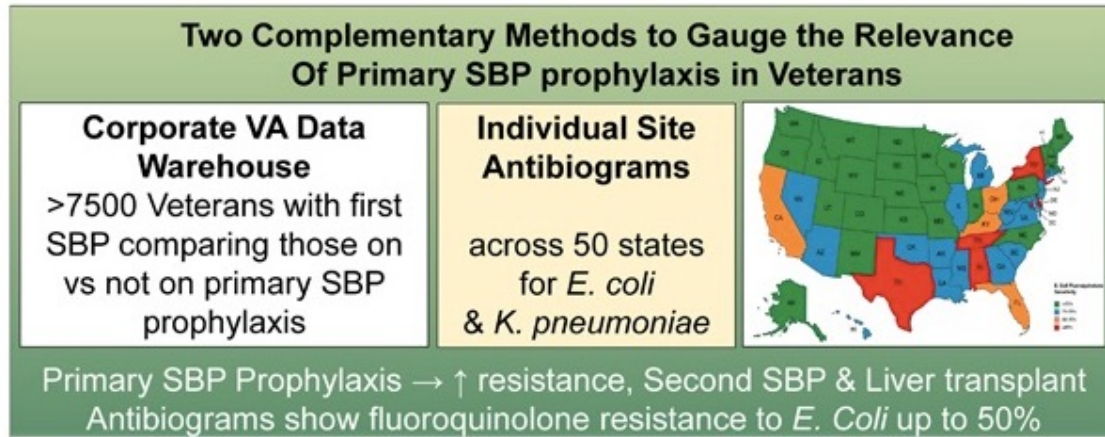 Two Complementary Methods to Gauge the Relevance
Of Primary SBP prophylaxis in Veterans
Corporate VA Data
Warehouse
>7500 Veterans with first
SBP comparing those on
vs not on primary SBP
prophylaxis
Individual Site
Antibiograms
across 50 states
for E. coli
& K. pneumoniae
Primary SBP Prophylaxis → ↑ resistance, Second SBP & Liver transplant
Antibiograms show fluoroquinolone resistance to E. Coli up to 50%